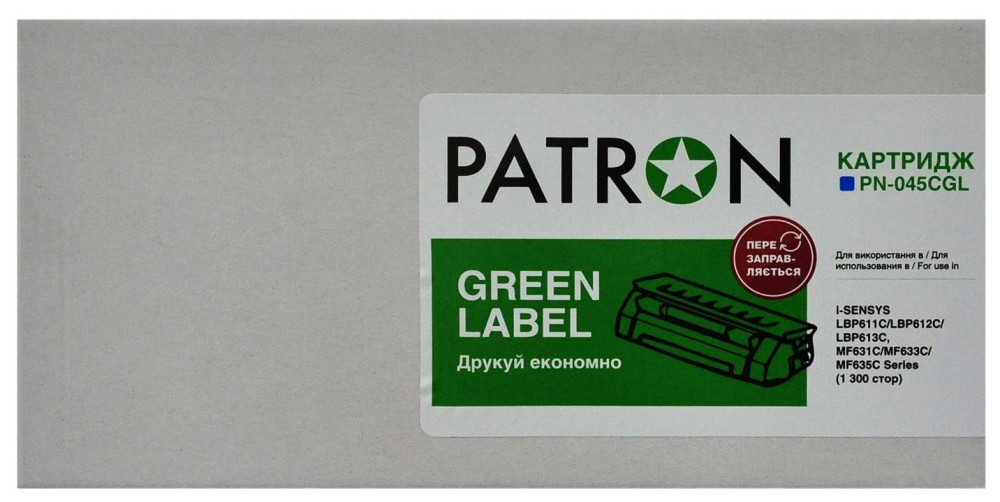 PATRON
КАРТРИДЖ
PN-045CGL
ПЕРЕ
ЗАПРАВ-
ЛЯЄТЬСЯ
GREEN
LABEL
Друкуй економно
Для використання в / Для
использования в / For use in
I-SENSYS
LBP611C/LBP612C/
LBP613C,
MF631C/MF633C/
MF635C Series
(1 300 стор)